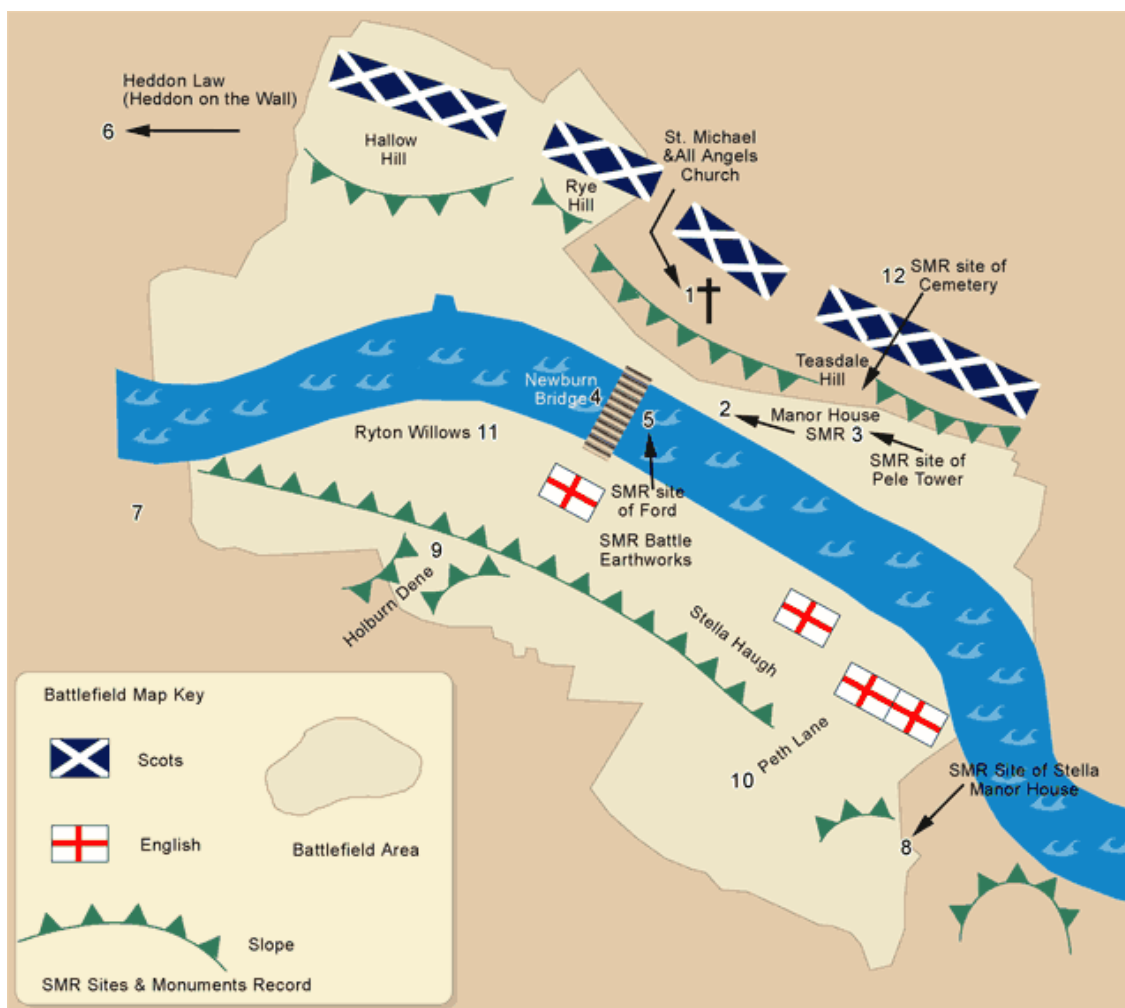 Heddon Law
(Heddon on the Wall)
6
Hallow
Hill
Rye
Hill
St. Michael
&All Angels
Church
1
12 SMR site of
Cemetery
Teasdale
Hill
Newburn
Bridge 4
5
2
Manor House
SMR 3
SMR site of
Pele Tower
Ryton Willows 11
SMR site
of Ford
SMR Battle
Earthworks
7
9
Holburn Dene
Stella Haugh
10 Peth Lane
SMR Site of Stella
Manor House
8
Battlefield Map Key
Scots
English
Battlefield Area
Slope
SMR Sites & Monuments Record